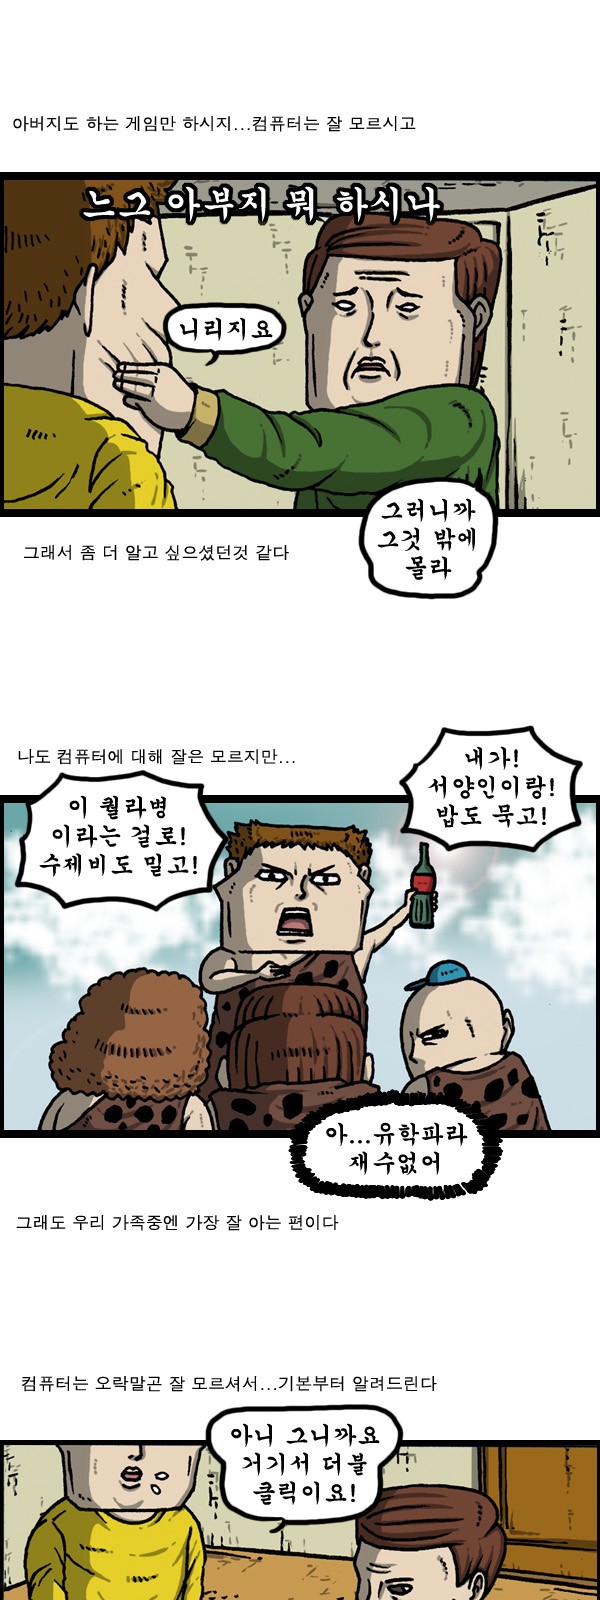 아버지도 하는 게임만 하시지...컴퓨터는 잘 모르시고
느그 아부지 뭐 하시나
니리지요
그러니까
그것 밖에
몰라
그래서 좀 더 알고 싶으셨던것 같다
나도 컴퓨터에 대해 잘은 모르지만...
내가!
서양인이랑!
밥도 묵고!
이 퀄라병
이라는 걸로!
수제비도 밀고!
아...유학파라
재수없어
그래도 우리 가족중엔 가장 잘 아는 편이다
컴퓨터는 오락말곤 잘 모르셔서...기본부터 알려드린다
아니 그니까요
거기서 더블
클릭이요!